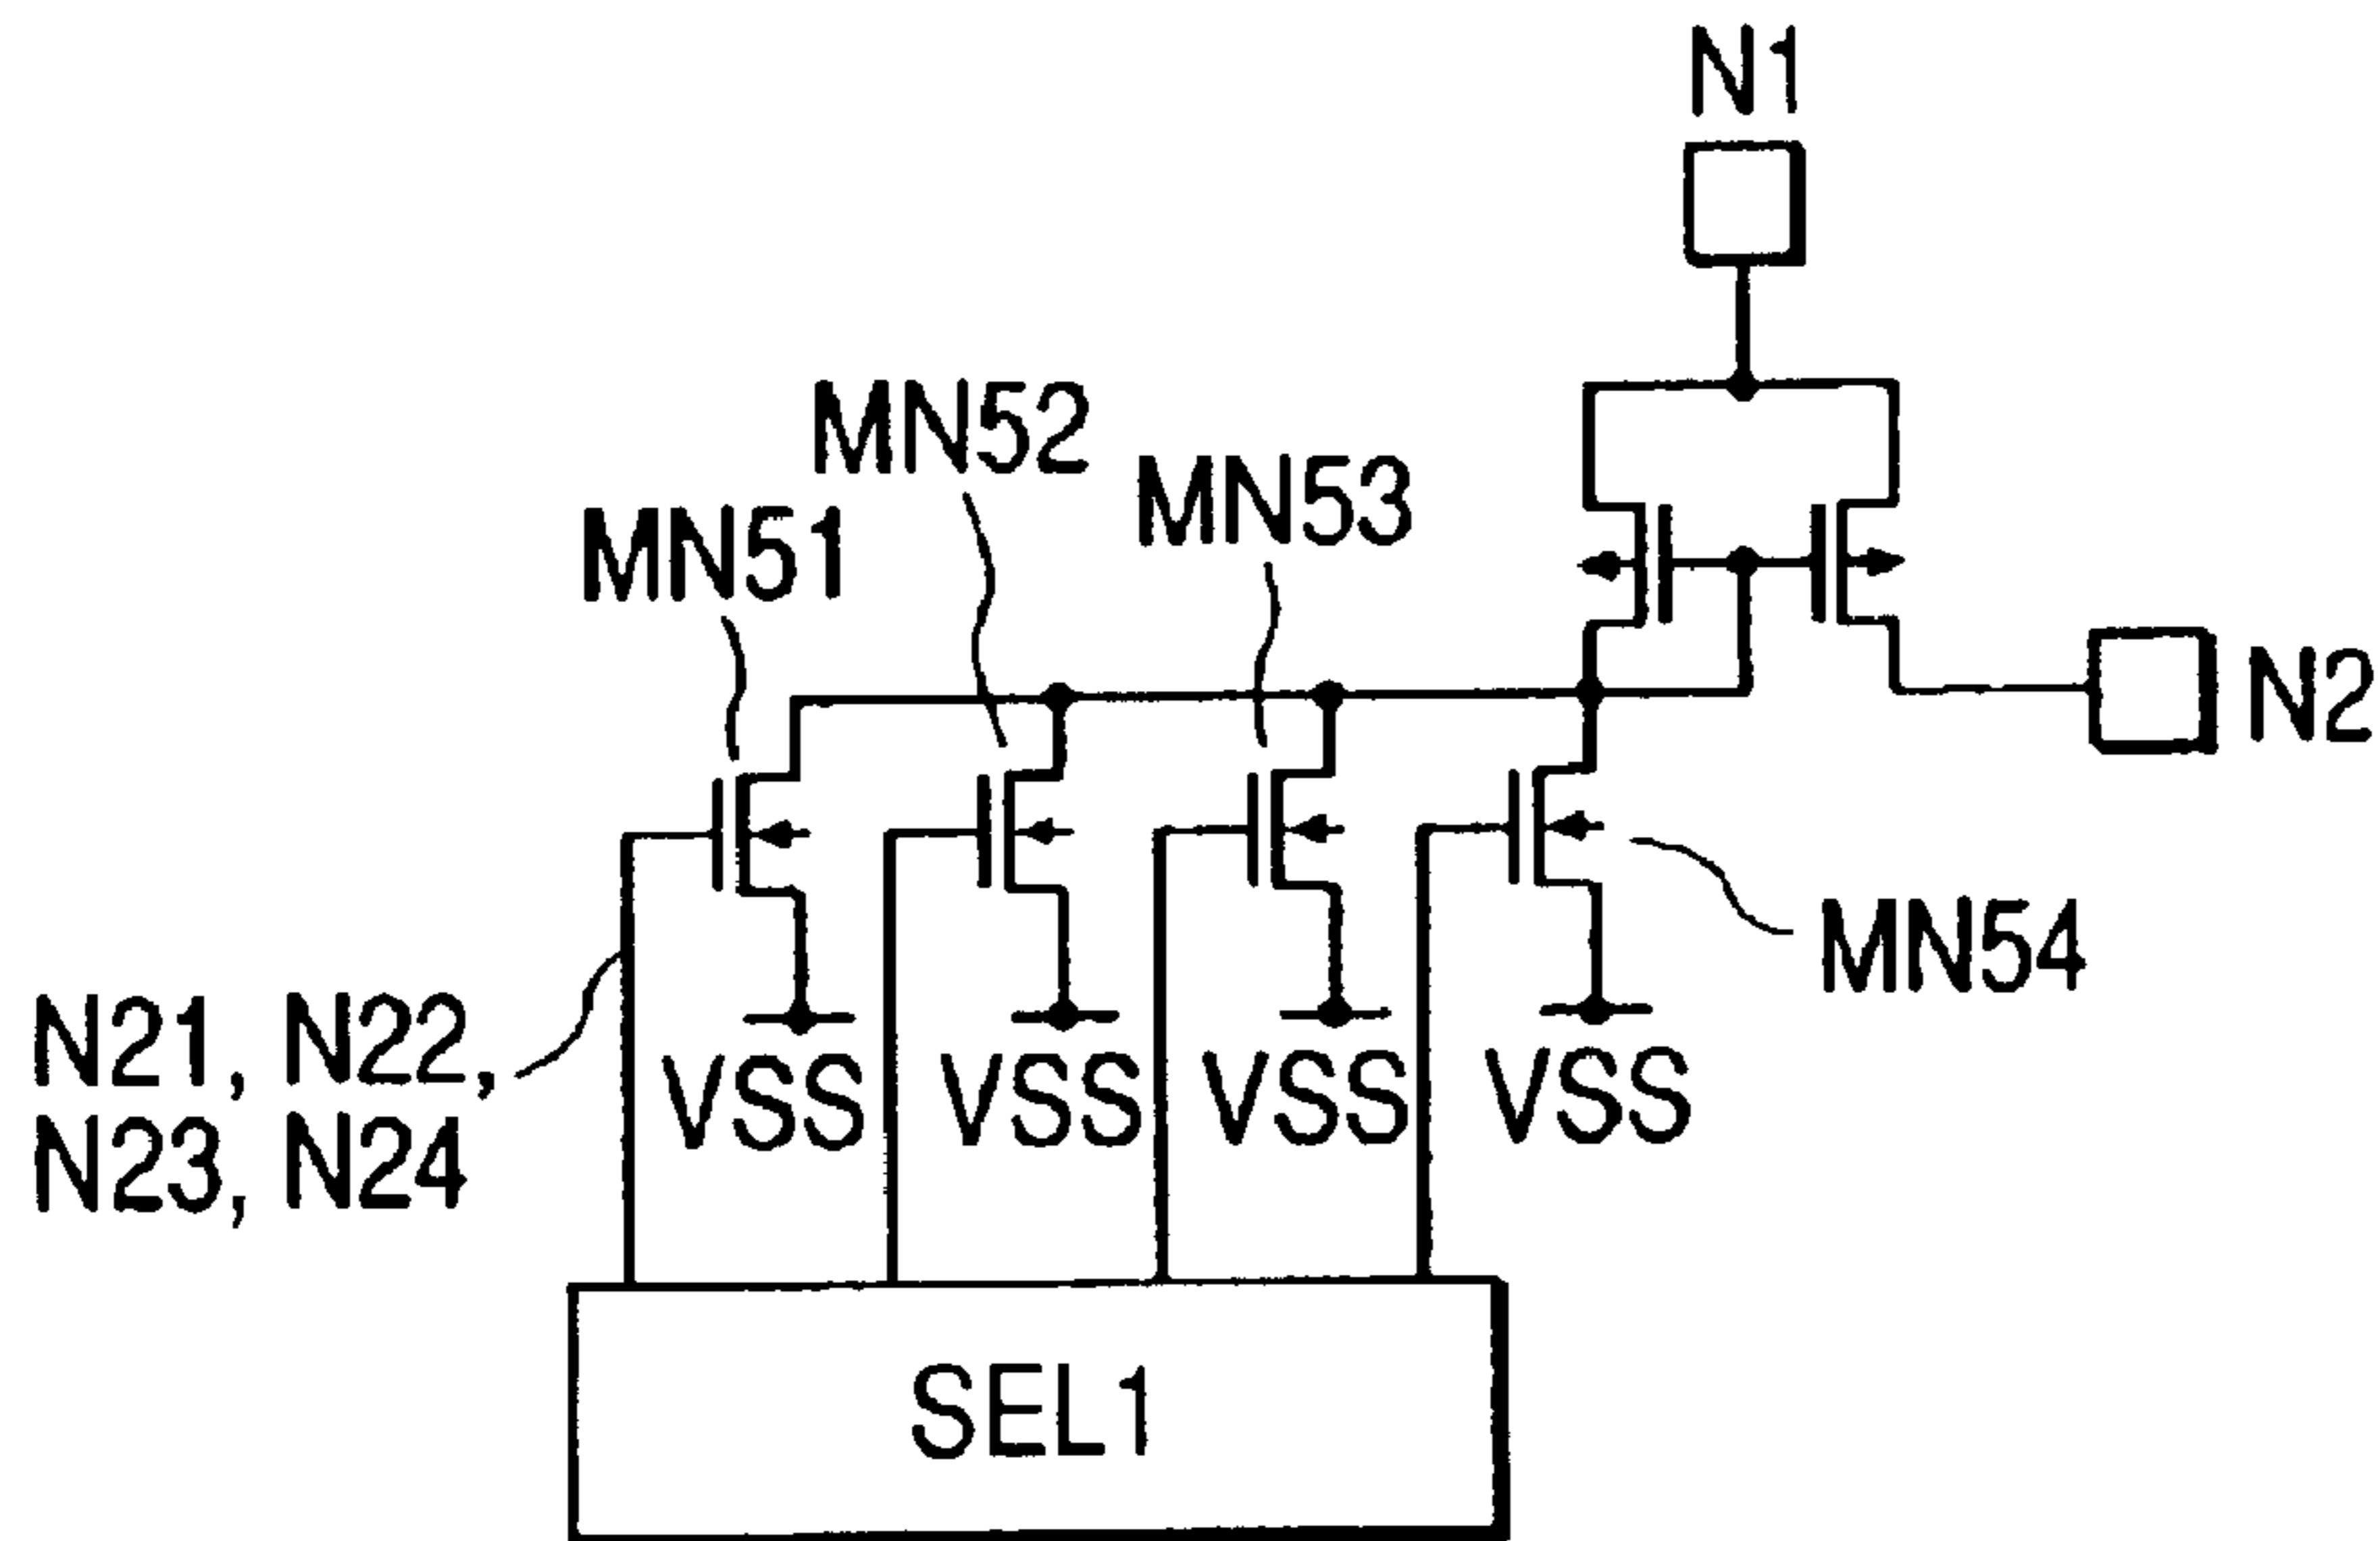 N1
MN52
MN53
MN51
N2
MN54
N21, N22,
N23, N24
VSS
VSS
VSS
VSS
SEL1